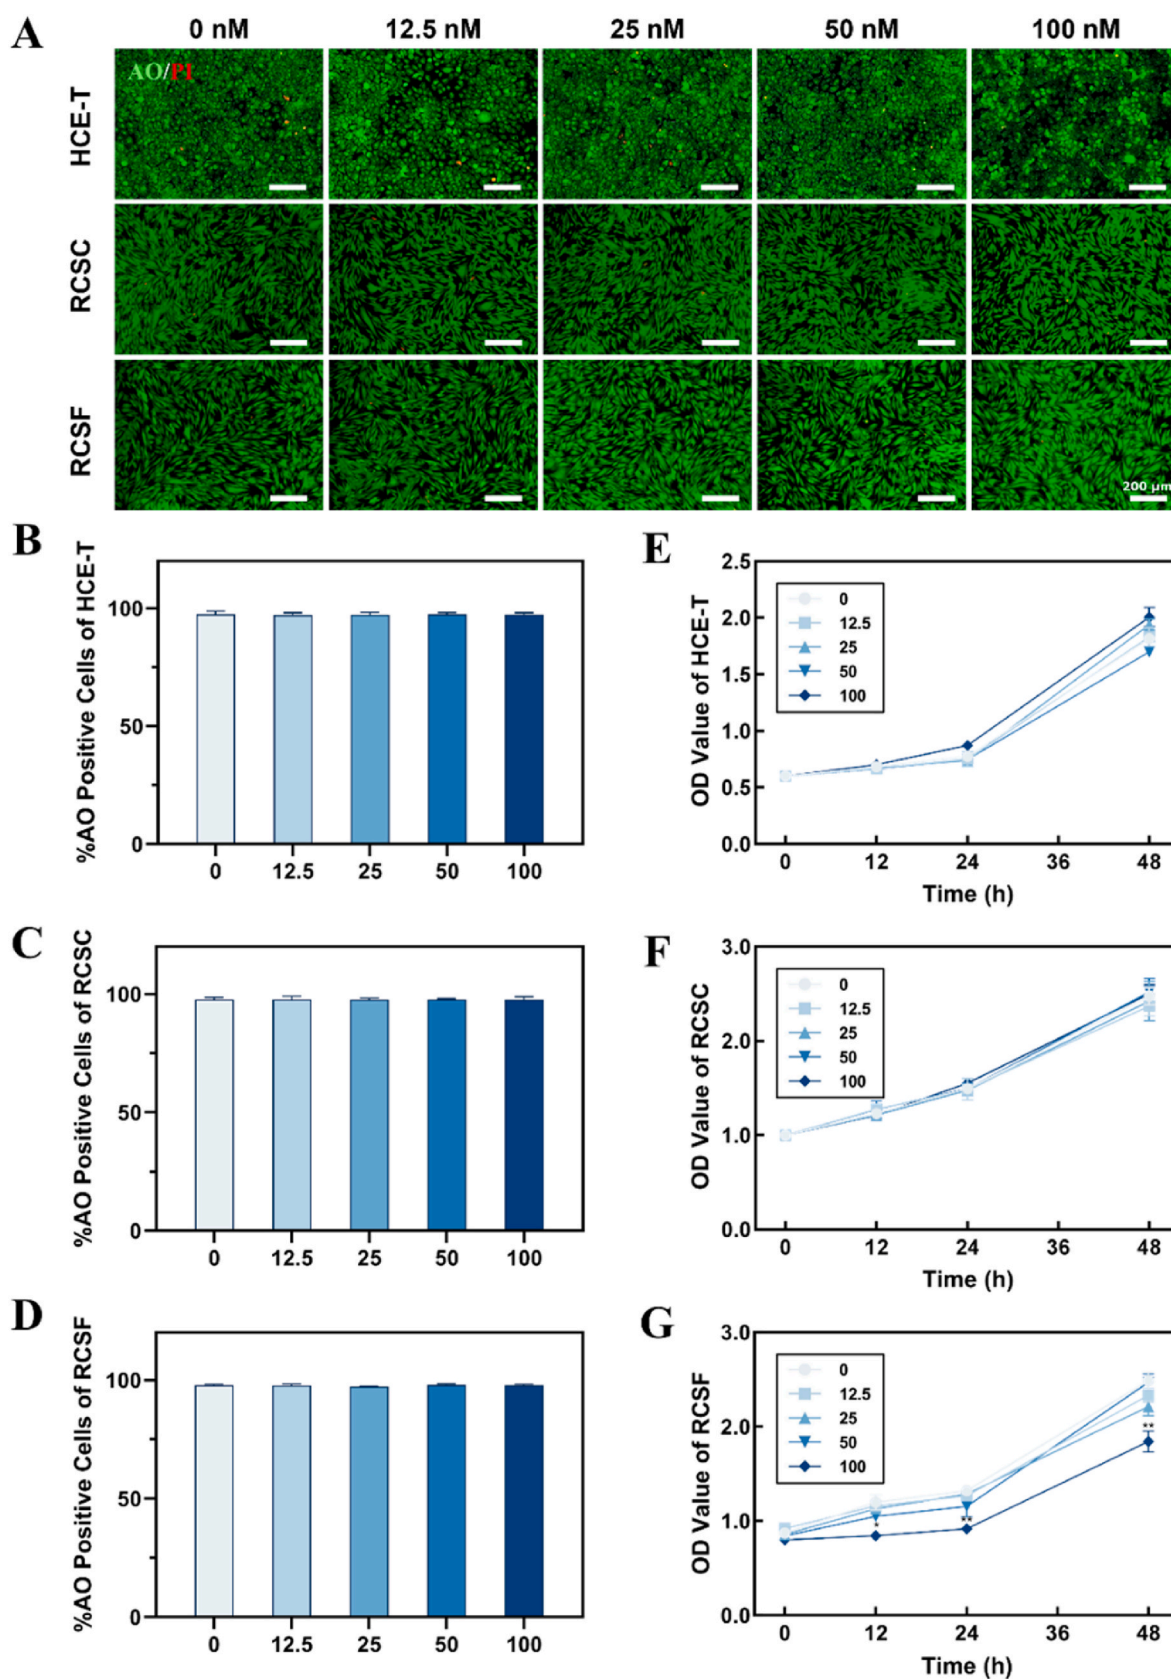 A
0 nM 12.5 nM 25 nM 50 nM 100 nM
HCE-T
AO/PI
RCSC
RCSF
200 μm
B
%AO Positive Cells of HCE-T
100
50
0
0 12.5 25 50 100
E
OD Value of HCE-T
2.5
2.0
1.5
1.0
0.5
0.0
0
12.5
25
50
100
0 12 24 36 48
Time (h)
C
%AO Positive Cells of RCSC
100
50
0
0 12.5 25 50 100
F
OD Value of RCSC
3.0
2.0
1.0
0.0
0
12.5
25
50
100
0 12 24 36 48
Time (h)
D
%AO Positive Cells of RCSF
100
50
0
0 12.5 25 50 100
G
OD Value of RCSF
3.0
2.0
1.0
0.0
0
12.5
25
50
100
*
**
**
0 12 24 36 48
Time (h)